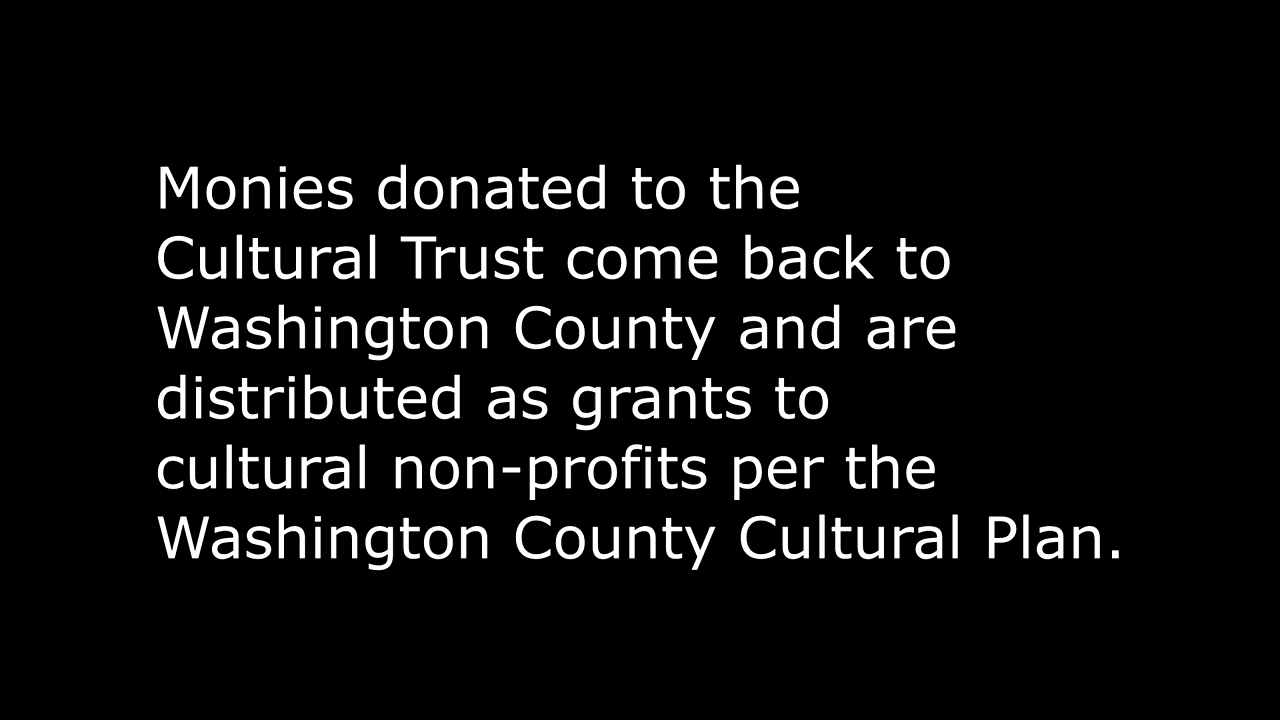 Monies donated to the
Cultural Trust come back to
Washington County and are
distributed as grants to
cultural non-profits per the
Washington County Cultural Plan.